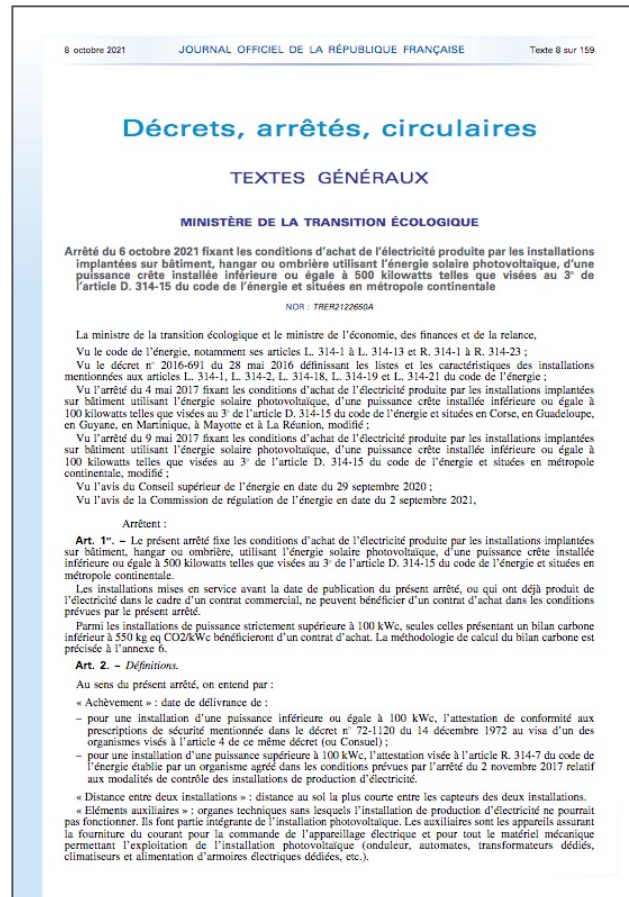 8 octobre 2021 JOURNAL OFFICIEL DE LA RÉPUBLIQUE FRANÇAISE Texte 8 sur 159
Décrets, arrêtés, circulaires
TEXTES GÉNÉRAUX
MINISTÈRE DE LA TRANSITION ÉCOLOGIQUE
Arrêté du 6 octobre 2021 fixant les conditions d'achat de l'électricité produite par les installations
implantées sur bâtiment, hangar ou ombrière utilisant l'énergie solaire photovoltaïque, d'une
puissance crête installée inférieure ou égale à 500 kilowatts telles que visées au 3° de
l'article D. 314-15 du code de l'énergie et situées en métropole continentale
NOR : TRER2122650A
La ministre de la transition écologique et le ministre de l'économie, des finances et de la relance,
Vu le code de l'énergie, notamment ses articles L. 314-1 à L. 314-13 et R. 314-1 à R. 314-23 ;
Vu le décret n° 2016-691 du 28 mai 2016 définissant les listes et les caractéristiques des installations
mentionnées aux articles L. 314-1, L. 314-2, L. 314-18, L. 314-19 et L. 314-21 du code de l'énergie ;
Vu l'arrêté du 4 mai 2017 fixant les conditions d'achat de l'électricité produite par les installations implantées
sur bâtiment utilisant l'énergie solaire photovoltaïque, d'une puissance crête installée inférieure ou égale à
100 kilowatts telles que visées au 3° de l'article D. 314-15 du code de l'énergie et situées en Corse, en Guadeloupe,
en Guyane, en Martinique, à Mayotte et à La Réunion, modifié ;
Vu l'arrêté du 9 mai 2017 fixant les conditions d'achat de l'électricité produite par les installations implantées
sur bâtiment utilisant l'énergie solaire photovoltaïque, d'une puissance crête installée inférieure ou égale à
100 kilowatts telles que visées au 3° de l'article D. 314-15 du code de l'énergie et situées en métropole
continentale, modifié ;
Vu l'avis du Conseil supérieur de l'énergie en date du 29 septembre 2020 ;
Vu l'avis de la Commission de régulation de l'énergie en date du 2 septembre 2021,
Arrêtent :
Art. 1er. – Le présent arrêté fixe les conditions d'achat de l'électricité produite par les installations implantées
sur bâtiment, hangar ou ombrière, utilisant l'énergie solaire photovoltaïque, d'une puissance crête installée
inférieure ou égale à 500 kilowatts telles que visées au 3° de l'article D. 314-15 du code de l'énergie et situées en
métropole continentale.
Les installations mises en service avant la date de publication du présent arrêté, ou qui ont déjà produit de
l'électricité dans le cadre d'un contrat commercial, ne peuvent bénéficier d'un contrat d'achat dans les conditions
prévues par le présent arrêté.
Parmi les installations de puissance strictement supérieure à 100 kWc, seules celles présentant un bilan carbone
inférieur à 550 kg eq CO2/kWc bénéficieront d'un contrat d'achat. La méthodologie de calcul du bilan carbone est
précisée à l'annexe 6.
Art. 2. – Définitions.
Au sens du présent arrêté, on entend par :
« Achèvement » : date de délivrance de :
– pour une installation d'une puissance inférieure ou égale à 100 kWc, l'attestation de conformité aux
prescriptions de sécurité mentionnée dans le décret n° 72-1120 du 14 décembre 1972 au visa d'un des
organismes visés à l'article 4 de ce même décret (ou Consuel) ;
– pour une installation d'une puissance supérieure à 100 kWc, l'attestation visée à l'article R. 314-7 du code de
l'énergie établie par un organisme agréé dans les conditions prévues par l'arrêté du 2 novembre 2017 relatif
aux modalités de contrôle des installations de production d'électricité.
« Distance entre deux installations » : distance au sol la plus courte entre les capteurs des deux installations.
« Eléments auxiliaires » : organes techniques sans lesquels l'installation de production d'électricité ne pourrait
pas fonctionner. Ils font partie intégrante de l'installation photovoltaïque. Les auxiliaires sont les appareils assurant
la fourniture du courant pour la commande de l'appareillage électrique et pour tout le matériel mécanique
permettant l'exploitation de l'installation photovoltaïque (onduleur, automates, transformateurs dédiés,
climatiseurs et alimentation d'armoires électriques dédiées, etc.).